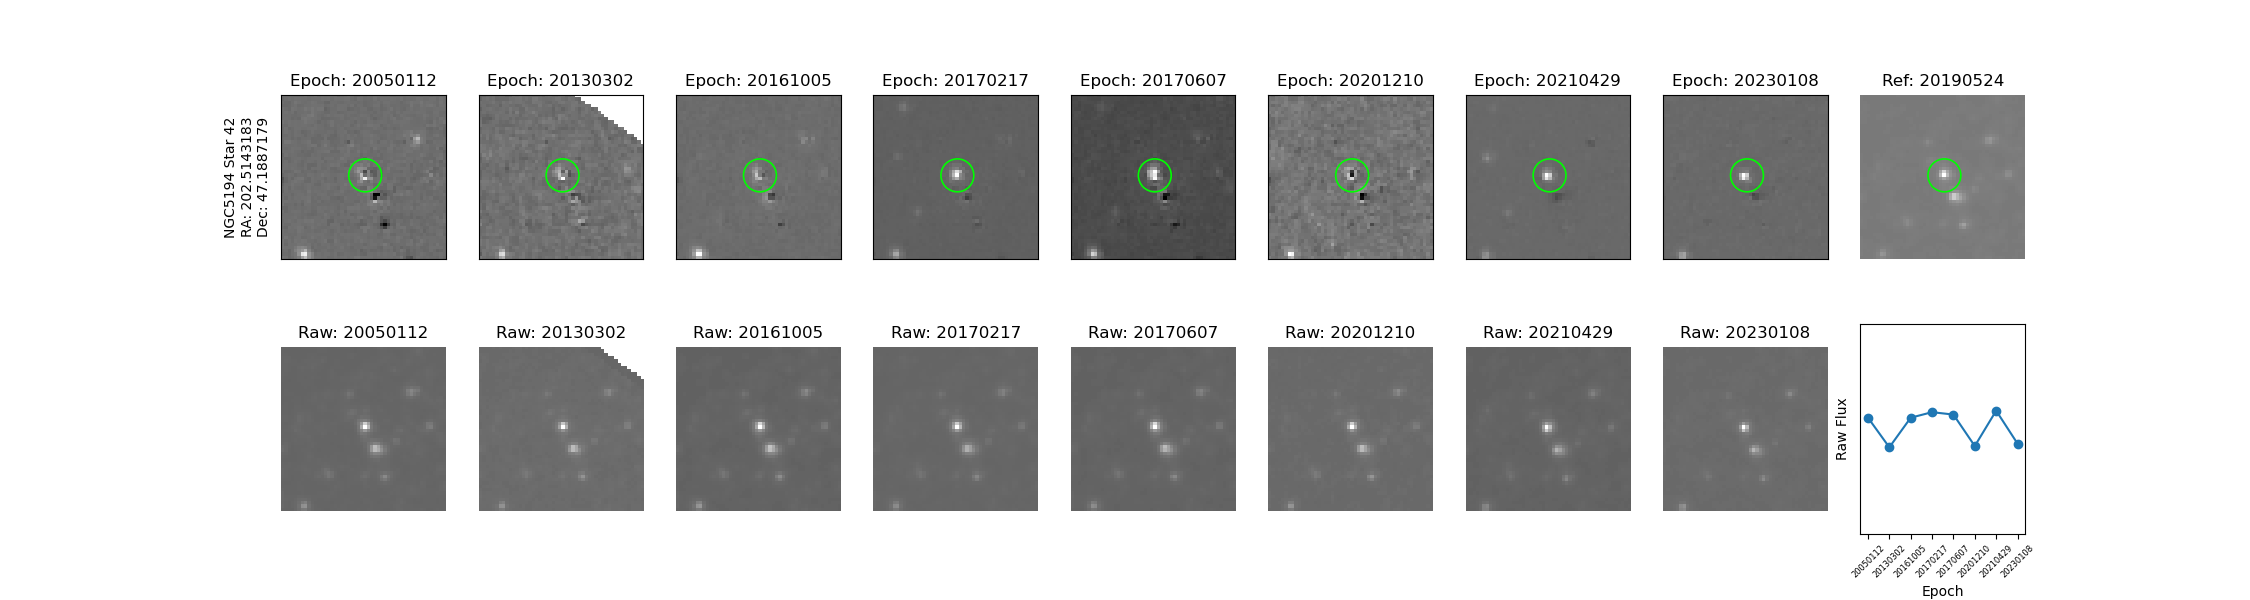 NGC5194 Star 42
RA: 202.5143183
Dec: 47.1887179
Epoch: 20050112
Epoch: 20130302
Epoch: 20161005
Epoch: 20170217
Epoch: 20170607
Epoch: 20201210
Epoch: 20210429
Epoch: 20230108
Ref: 20190524
Raw: 20050112
Raw: 20130302
Raw: 20161005
Raw: 20170217
Raw: 20170607
Raw: 20201210
Raw: 20210429
Raw: 20230108
Raw Flux
20050112
20130302
20161005
20170217
20170607
20201210
20210429
20230108
Epoch